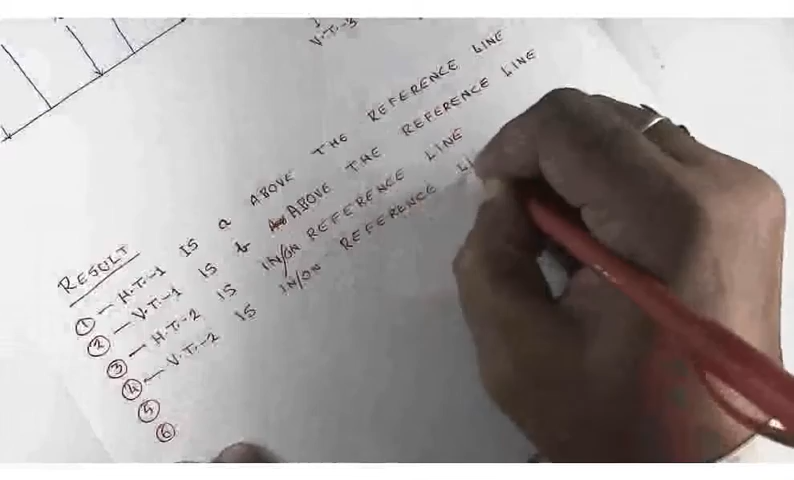 V.T.-3
RESULT
① — H.T.-1 IS a ABOVE THE REFERENCE LINE
② — V.T.-1 IS b ABOVE THE REFERENCE LINE
③ — H.T.-2 IS IN/ON REFERENCE LINE
④ — V.T.-2 IS IN/ON REFERENCE LI
⑤
⑥